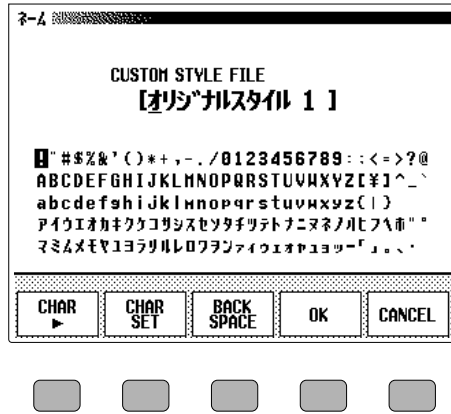 ネーム
CUSTOM STYLE FILE
[オリジナルスタイル 1 ]
!"#$%&'()*+,-./0123456789:;<=>?@
ABCDEFGHIJKLMNOPQRSTUVWXYZ[¥]^_`
abcdefghijklmnopqrstuvwxyz{|}
アイウエオカキクケコサシスセソタチツテトナニヌネノハヒフヘホ゛゜
マミムメモヤユヨラリルレロワヲンァィゥェォャュョッー「」。、・
CHAR ►
CHAR SET
BACK SPACE
OK
CANCEL